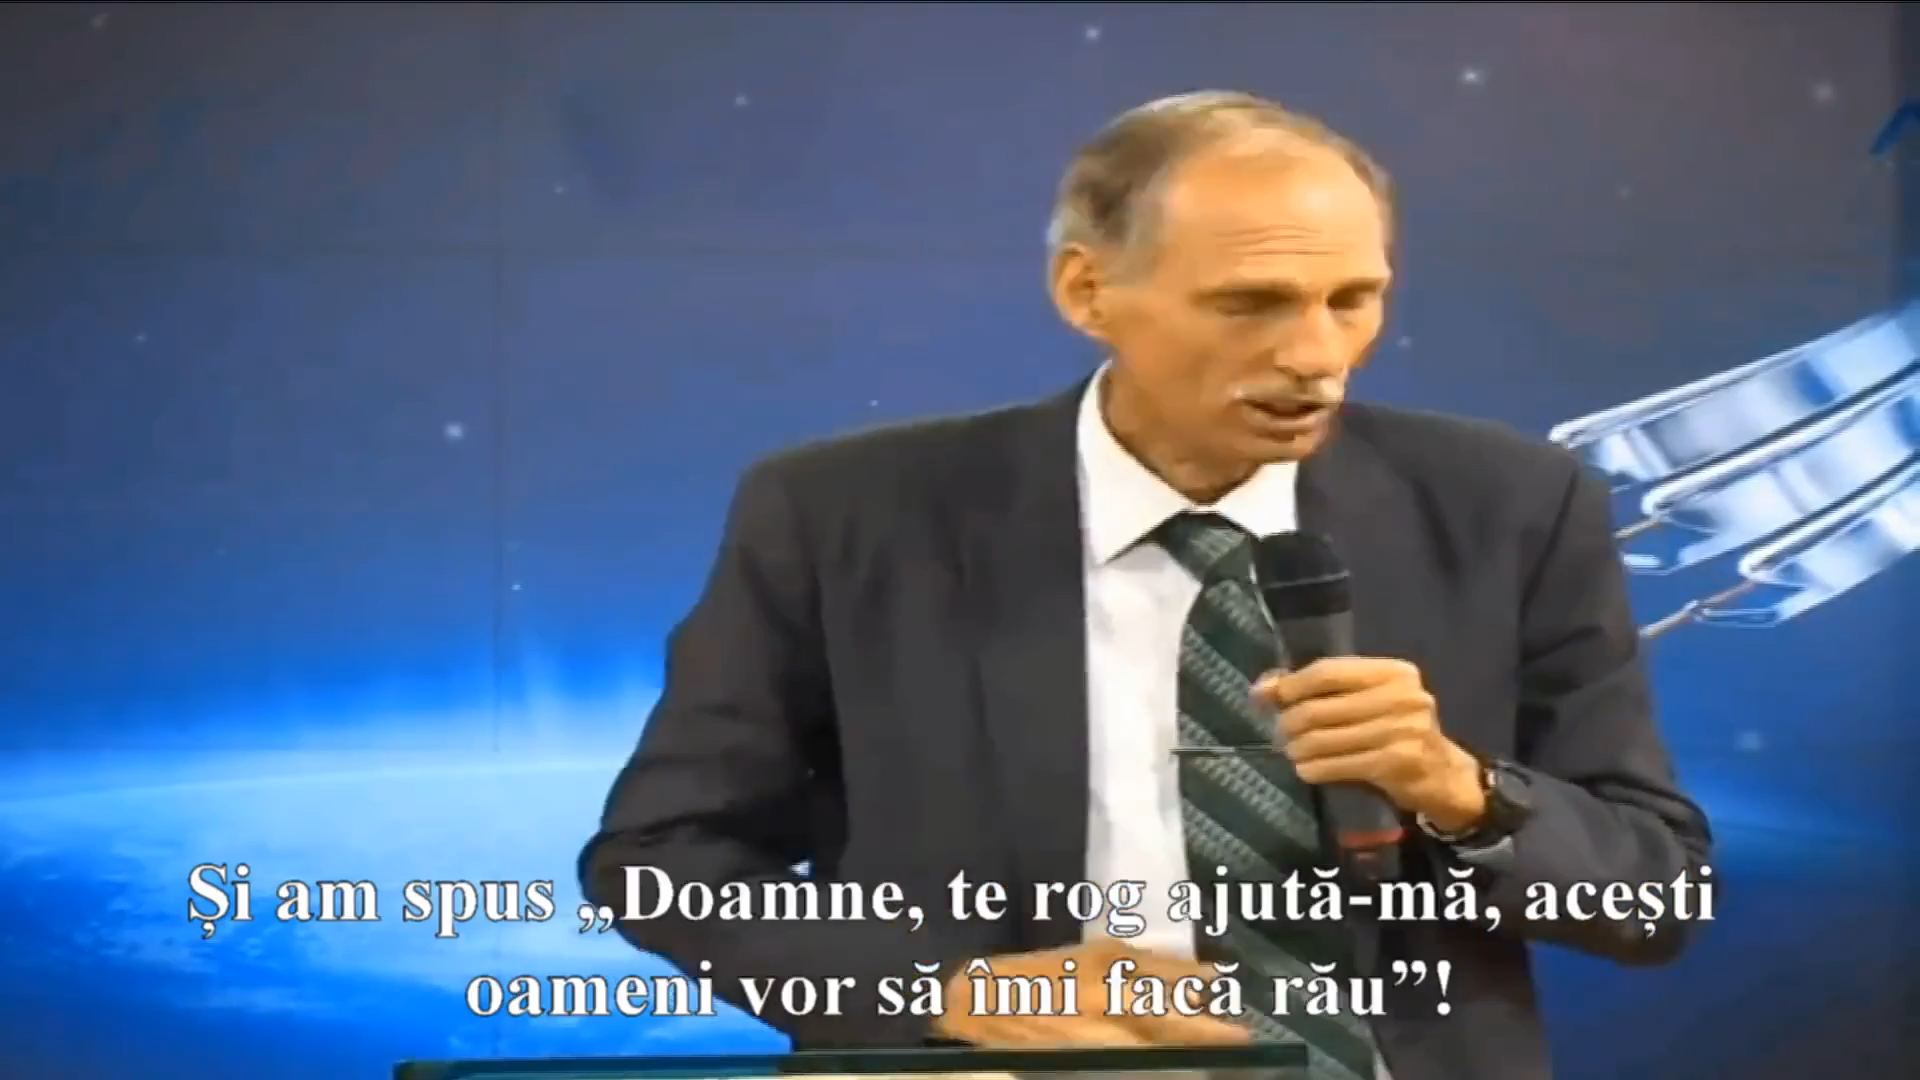 Și am spus „Doamne, te rog ajută-mă, acești
oameni vor să îmi facă rău”!